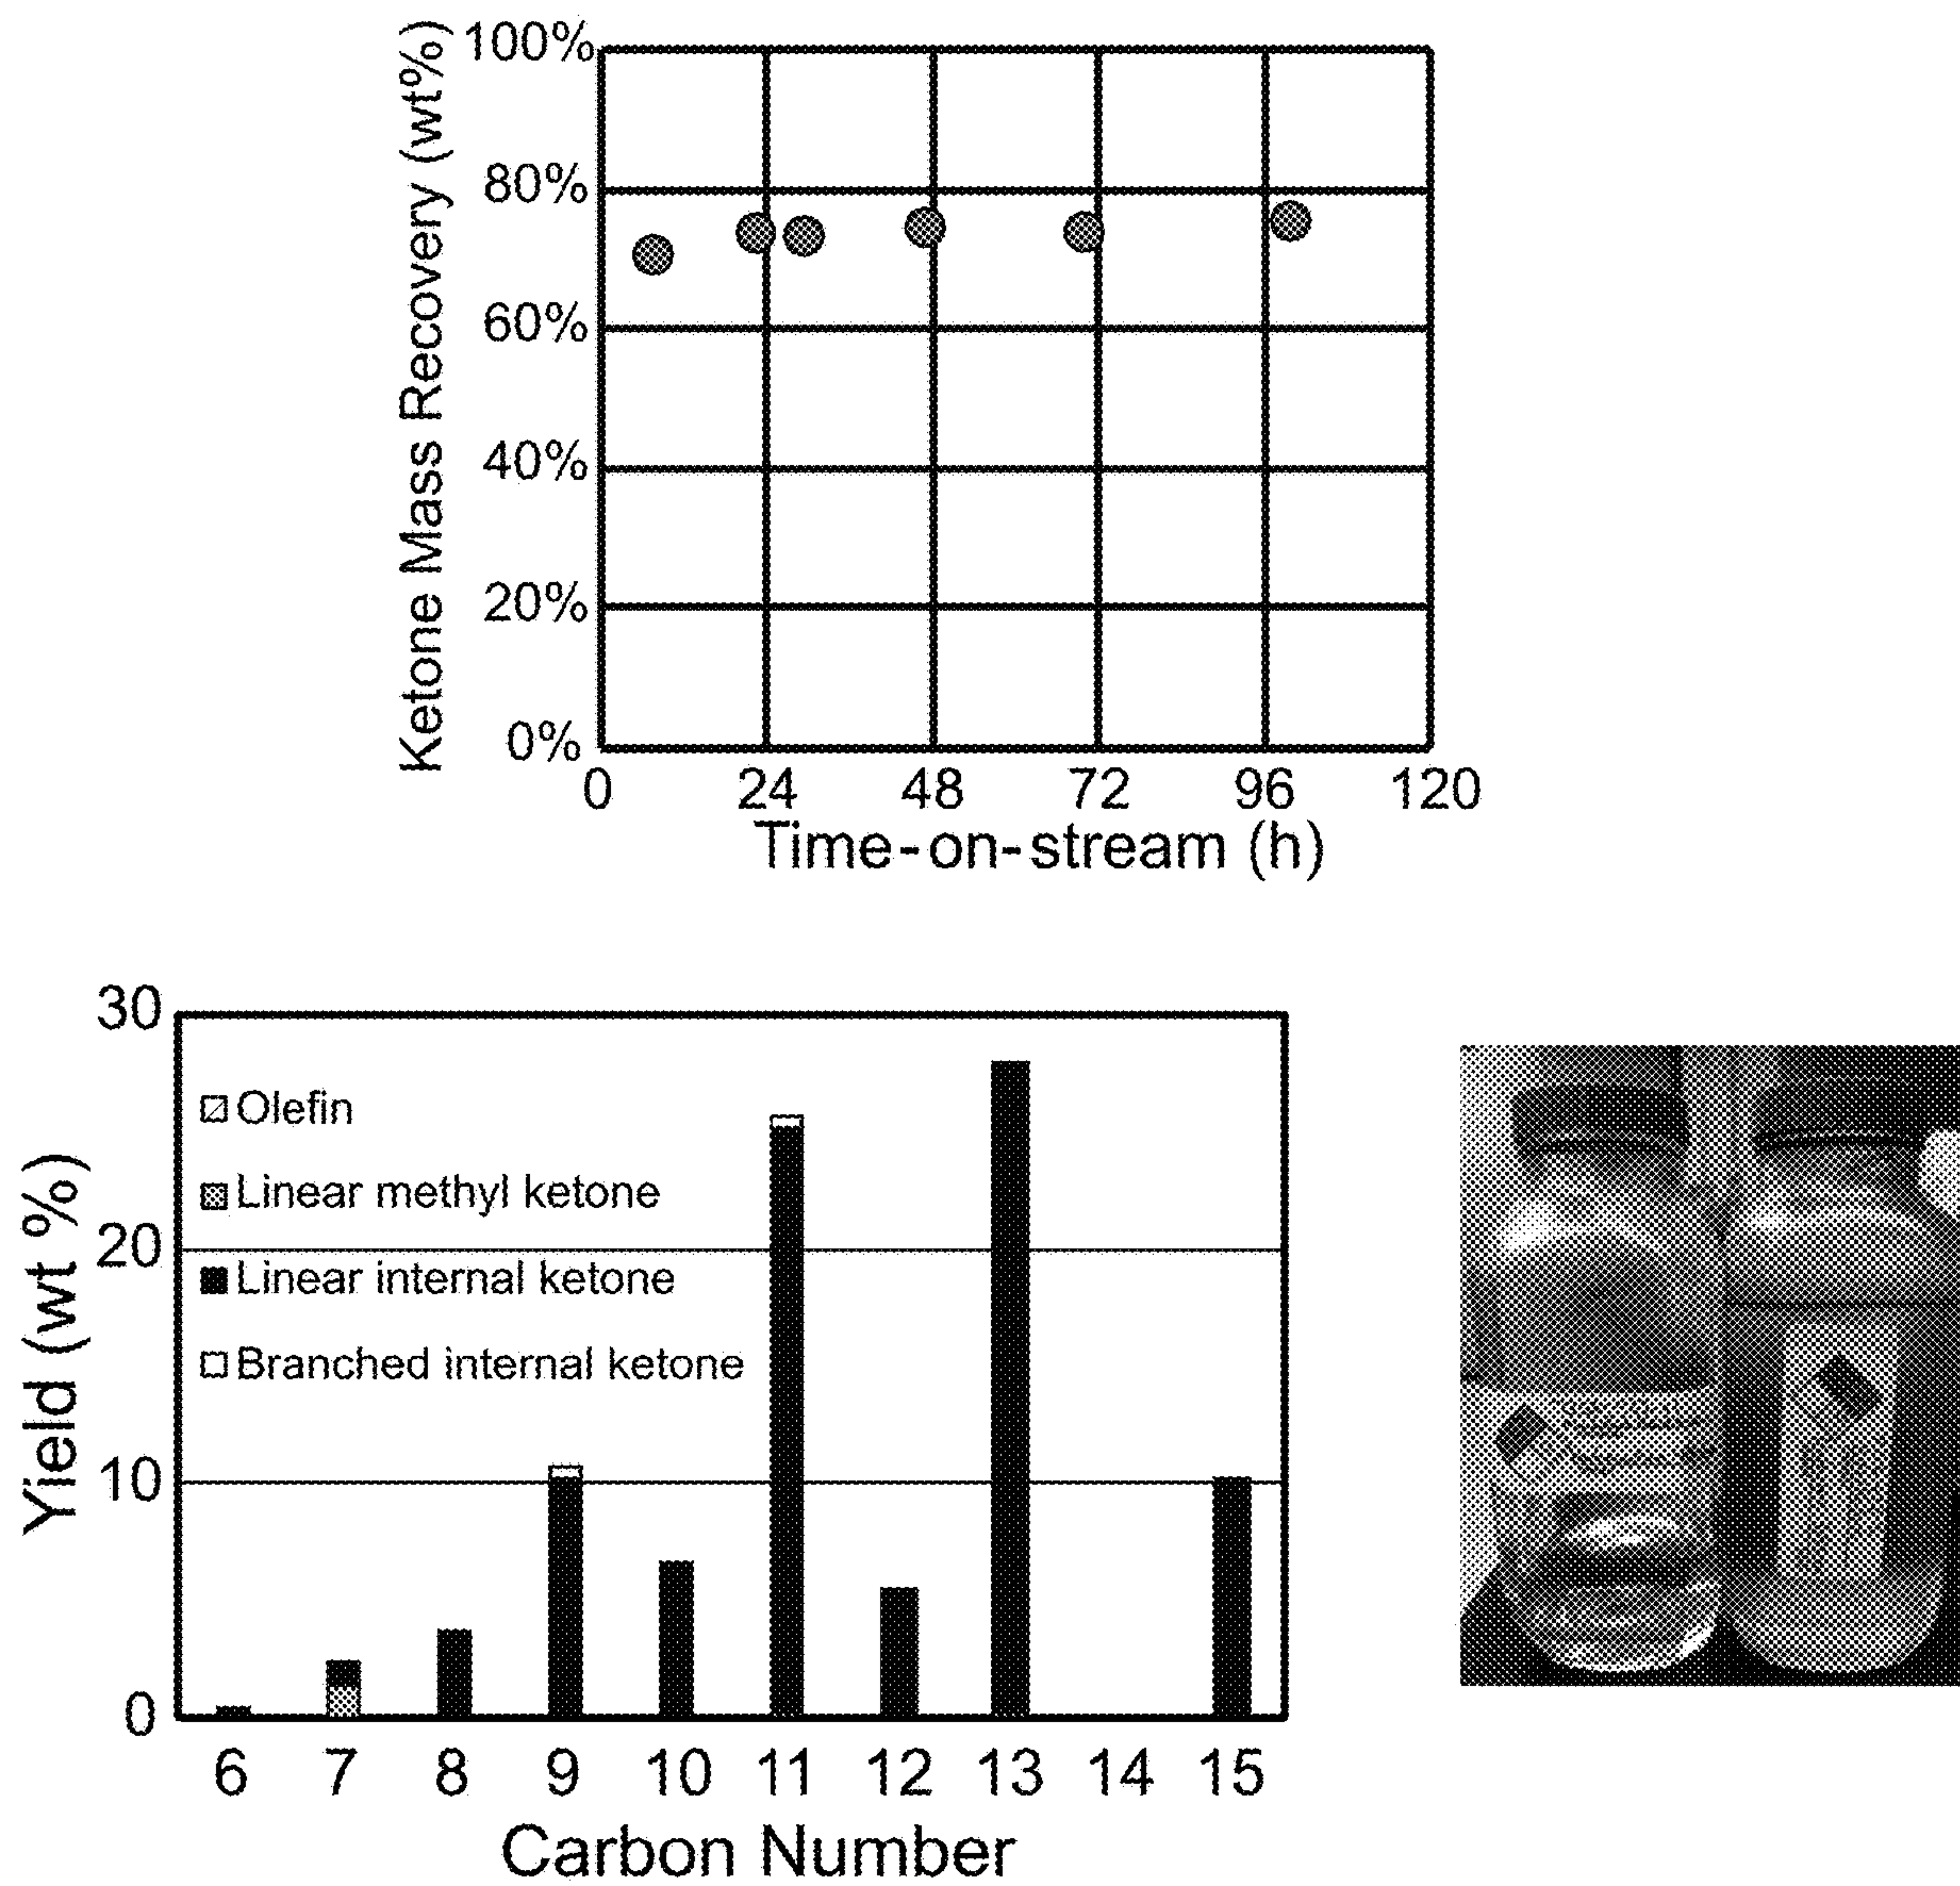 Ketone Mass Recovery (wt%)
100%
80%
60%
40%
20%
0%
0 24 48 72 96 120
Time-on-stream (h)
Yield (wt %)
30
20
10
0
Olefin
Linear methyl ketone
Linear internal ketone
Branched internal ketone
6 7 8 9 10 11 12 13 14 15
Carbon Number